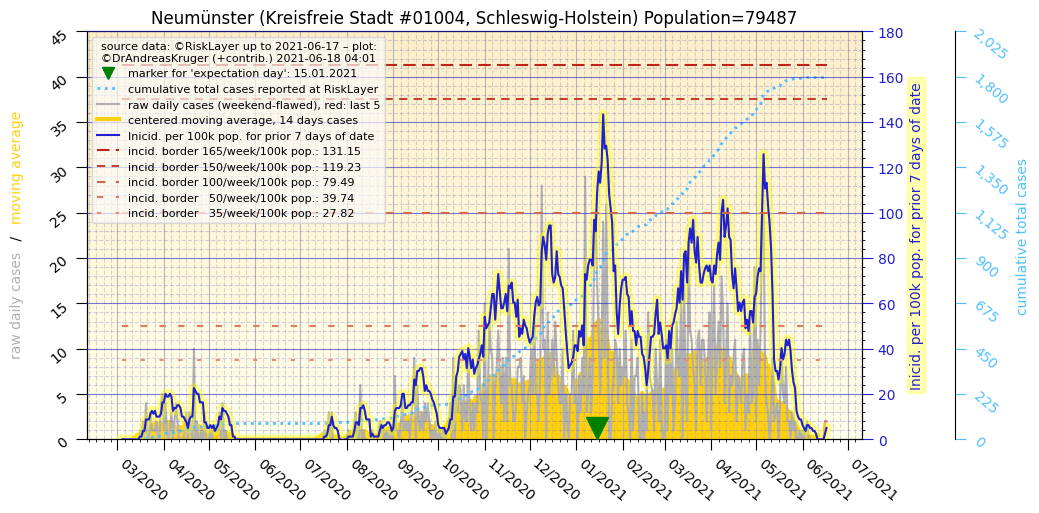 Neumünster (Kreisfreie Stadt #01004, Schleswig-Holstein) Population=79487
source data: ©RiskLayer up to 2021-06-17 – plot:
©DrAndreasKruger (+contrib.) 2021-06-18 04:01
marker for 'expectation day': 15.01.2021
cumulative total cases reported at RiskLayer
raw daily cases (weekend-flawed), red: last 5
centered moving average, 14 days cases
Inicid. per 100k pop. for prior 7 days of date
incid. border 165/week/100k pop.: 131.15
incid. border 150/week/100k pop.: 119.23
incid. border 100/week/100k pop.: 79.49
incid. border 50/week/100k pop.: 39.74
incid. border 35/week/100k pop.: 27.82
raw daily cases / moving average
45
40
35
30
25
20
15
10
5
0
180
160
140
120
100
80
60
40
20
0
Inicid. per 100k pop. for prior 7 days of date
2,025
1,800
1,575
1,350
1,125
900
675
450
225
0
cumulative total cases
03/2020
04/2020
05/2020
06/2020
07/2020
08/2020
09/2020
10/2020
11/2020
12/2020
01/2021
02/2021
03/2021
04/2021
05/2021
06/2021
07/2021